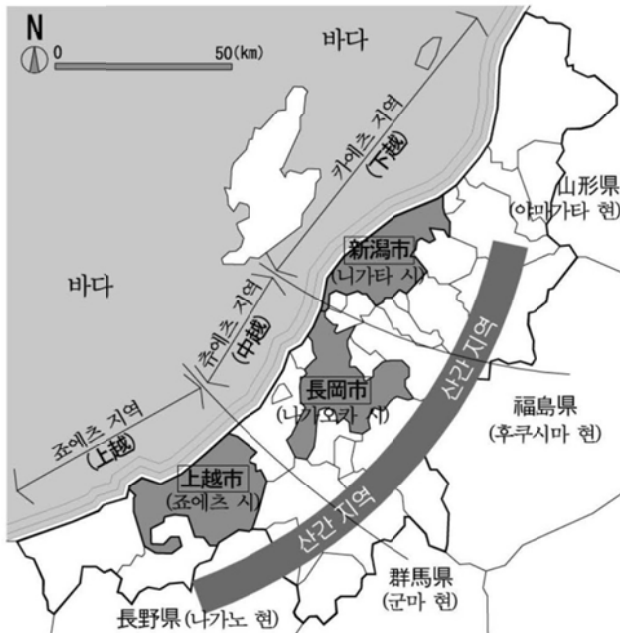 N
0 50(km)
바다
카에츠 지역
(下越)
山形県
(야마가타 현)
新潟市
(니가타 시)
바다
츄에츠 지역
(中越)
산간 지역
長岡市
(나가오카 시)
福島県
(후쿠시마 현)
죠에츠 지역
(上越)
上越市
(죠에츠 시)
산간 지역
群馬県
(군마 현)
長野県(나가노 현)